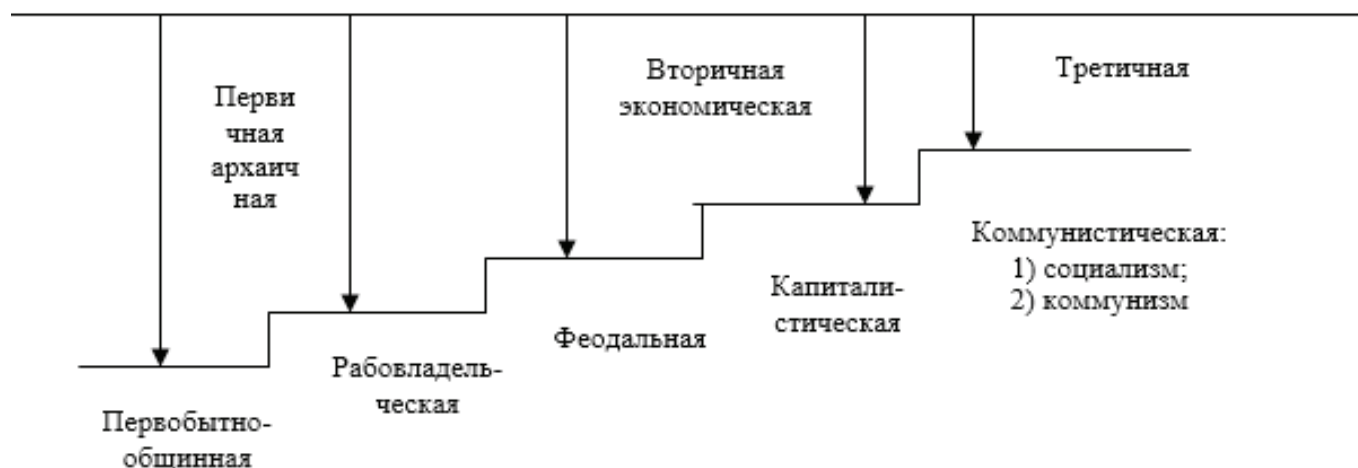 Перви
чная
архаич
ная
Вторичная
экономическая
Третичная
Первобытно-
общинная
Рабовладель-
ческая
Феодальная
Капитали-
стическая
Коммунистическая:
1) социализм;
2) коммунизм